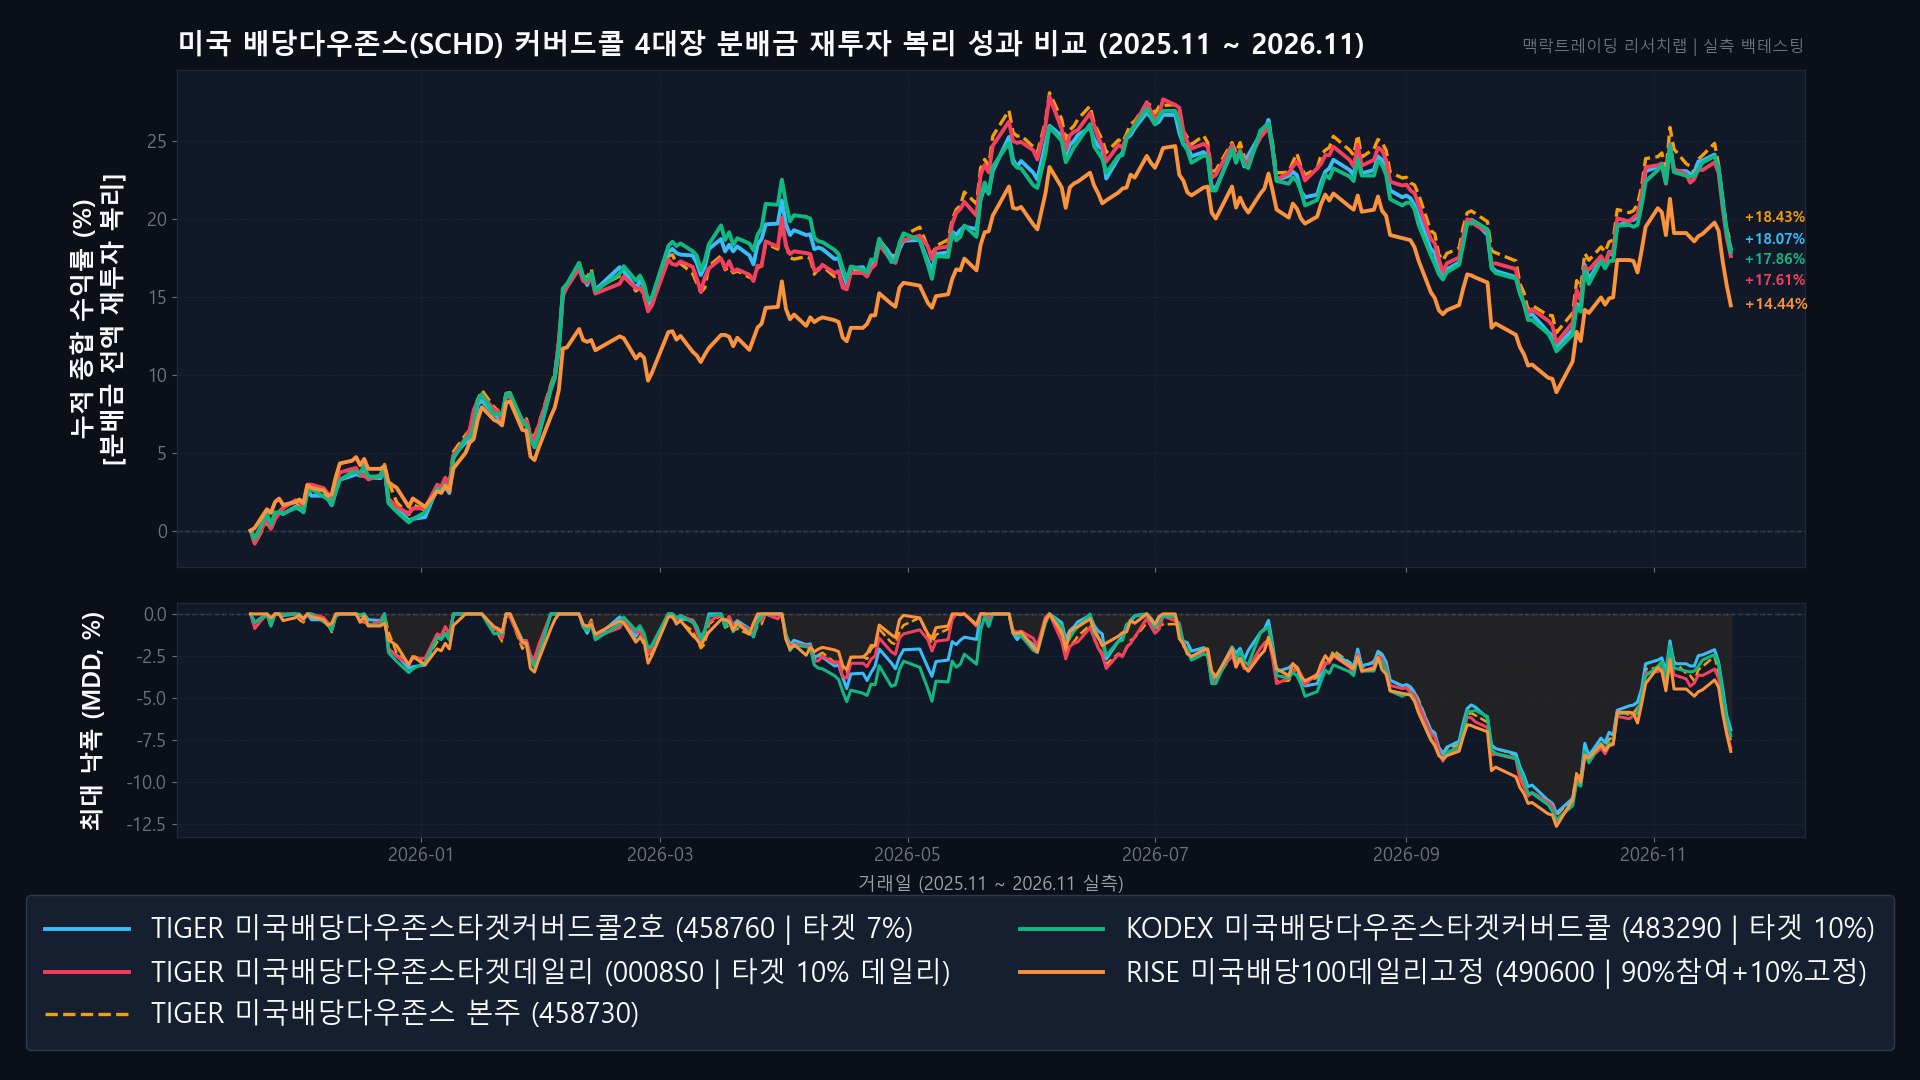 미국 배당다우존스(SCHD) 커버드콜 4대장 분배금 재투자 복리 성과 비교 (2025.11 ~ 2026.11)
맥락트레이딩 리서치랩 | 실측 백테스팅
누적 종합 수익률 (%)
[분배금 전액 재투자 복리]
25
20
15
10
5
0
+18.43%
+18.07%
+17.86%
+17.61%
+14.44%
최대 낙폭 (MDD, %)
0.0
-2.5
-5.0
-7.5
-10.0
-12.5
2026-01
2026-03
2026-05
2026-07
2026-09
2026-11
거래일 (2025.11 ~ 2026.11 실측)
TIGER 미국배당다우존스타겟커버드콜2호 (458760 | 타겟 7%)
KODEX 미국배당다우존스타겟커버드콜 (483290 | 타겟 10%)
TIGER 미국배당다우존스타겟데일리 (0008S0 | 타겟 10% 데일리)
RISE 미국배당100데일리고정 (490600 | 90%참여+10%고정)
TIGER 미국배당다우존스 본주 (458730)